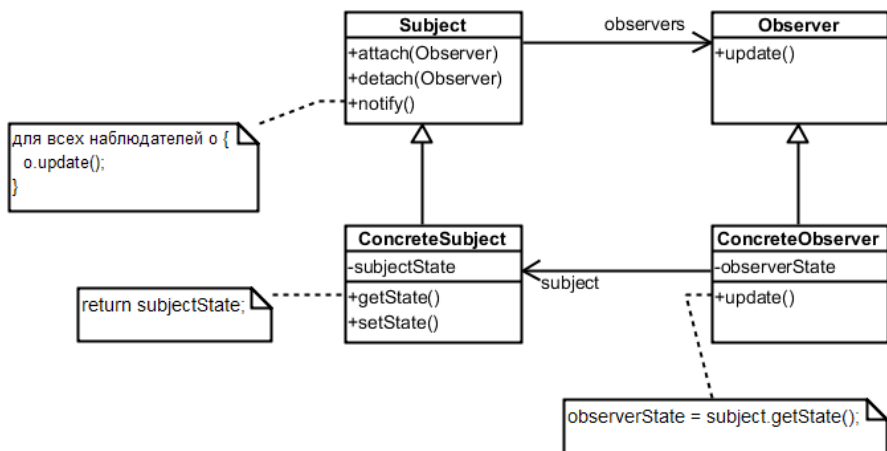 Subject
+attach(Observer)
+detach(Observer)
+notify()
observers
Observer
+update()
для всех наблюдателей o {
o.update();
}
ConcreteSubject
-subjectState
+getState()
+setState()
subject
ConcreteObserver
-observerState
+update()
return subjectState;
observerState = subject.getState();